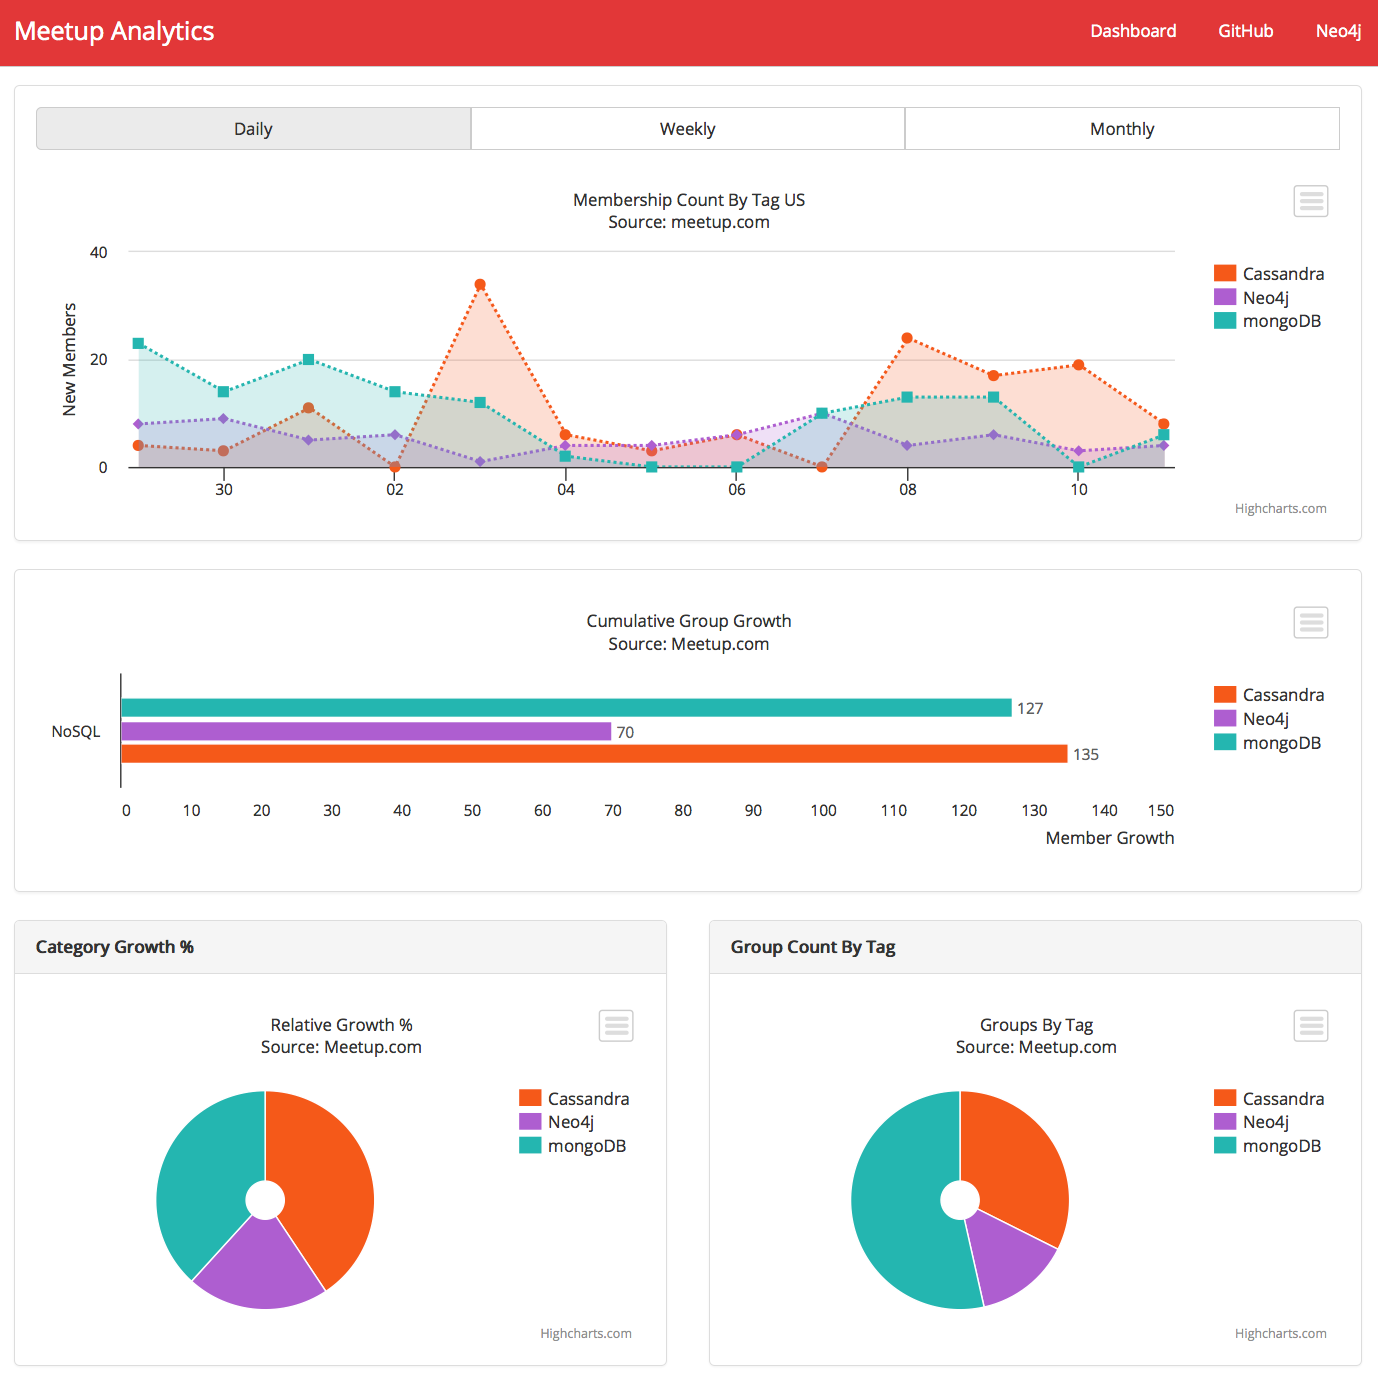 Meetup Analytics
Dashboard
GitHub
Neo4j
Daily
Weekly
Monthly
Membership Count By Tag US
Source: meetup.com
New Members
40
20
0
30
02
04
06
08
10
Cassandra
Neo4j
mongoDB
Highcharts.com
Cumulative Group Growth
Source: Meetup.com
NoSQL
127
70
135
0 10 20 30 40 50 60 70 80 90 100 110 120 130 140 150
Member Growth
Cassandra
Neo4j
mongoDB
Category Growth %
Relative Growth %
Source: Meetup.com
Cassandra
Neo4j
mongoDB
Highcharts.com
Group Count By Tag
Groups By Tag
Source: Meetup.com
Cassandra
Neo4j
mongoDB
Highcharts.com